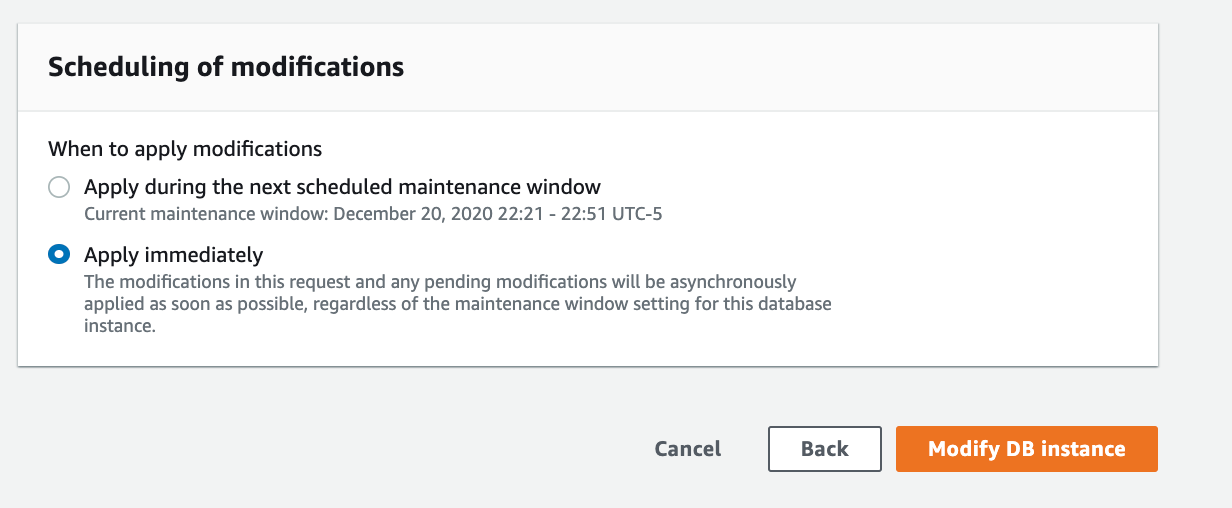 Scheduling of modifications
When to apply modifications
Apply during the next scheduled maintenance window
Current maintenance window: December 20, 2020 22:21 - 22:51 UTC-5
Apply immediately
The modifications in this request and any pending modifications will be asynchronously
applied as soon as possible, regardless of the maintenance window setting for this database
instance.
Cancel
Back
Modify DB instance